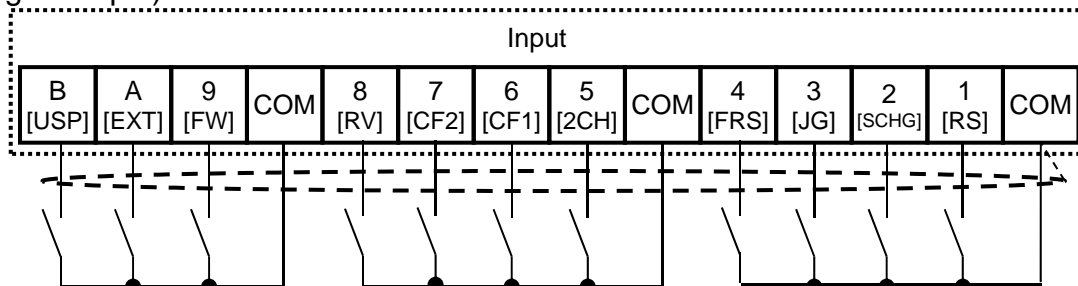 Input
B A 9 COM 8 7 6 5 COM 4 3 2 1 COM
[USP] [EXT] [FW] [RV] [CF2] [CF1] [2CH] [FRS] [JG] [SCHG] [RS]